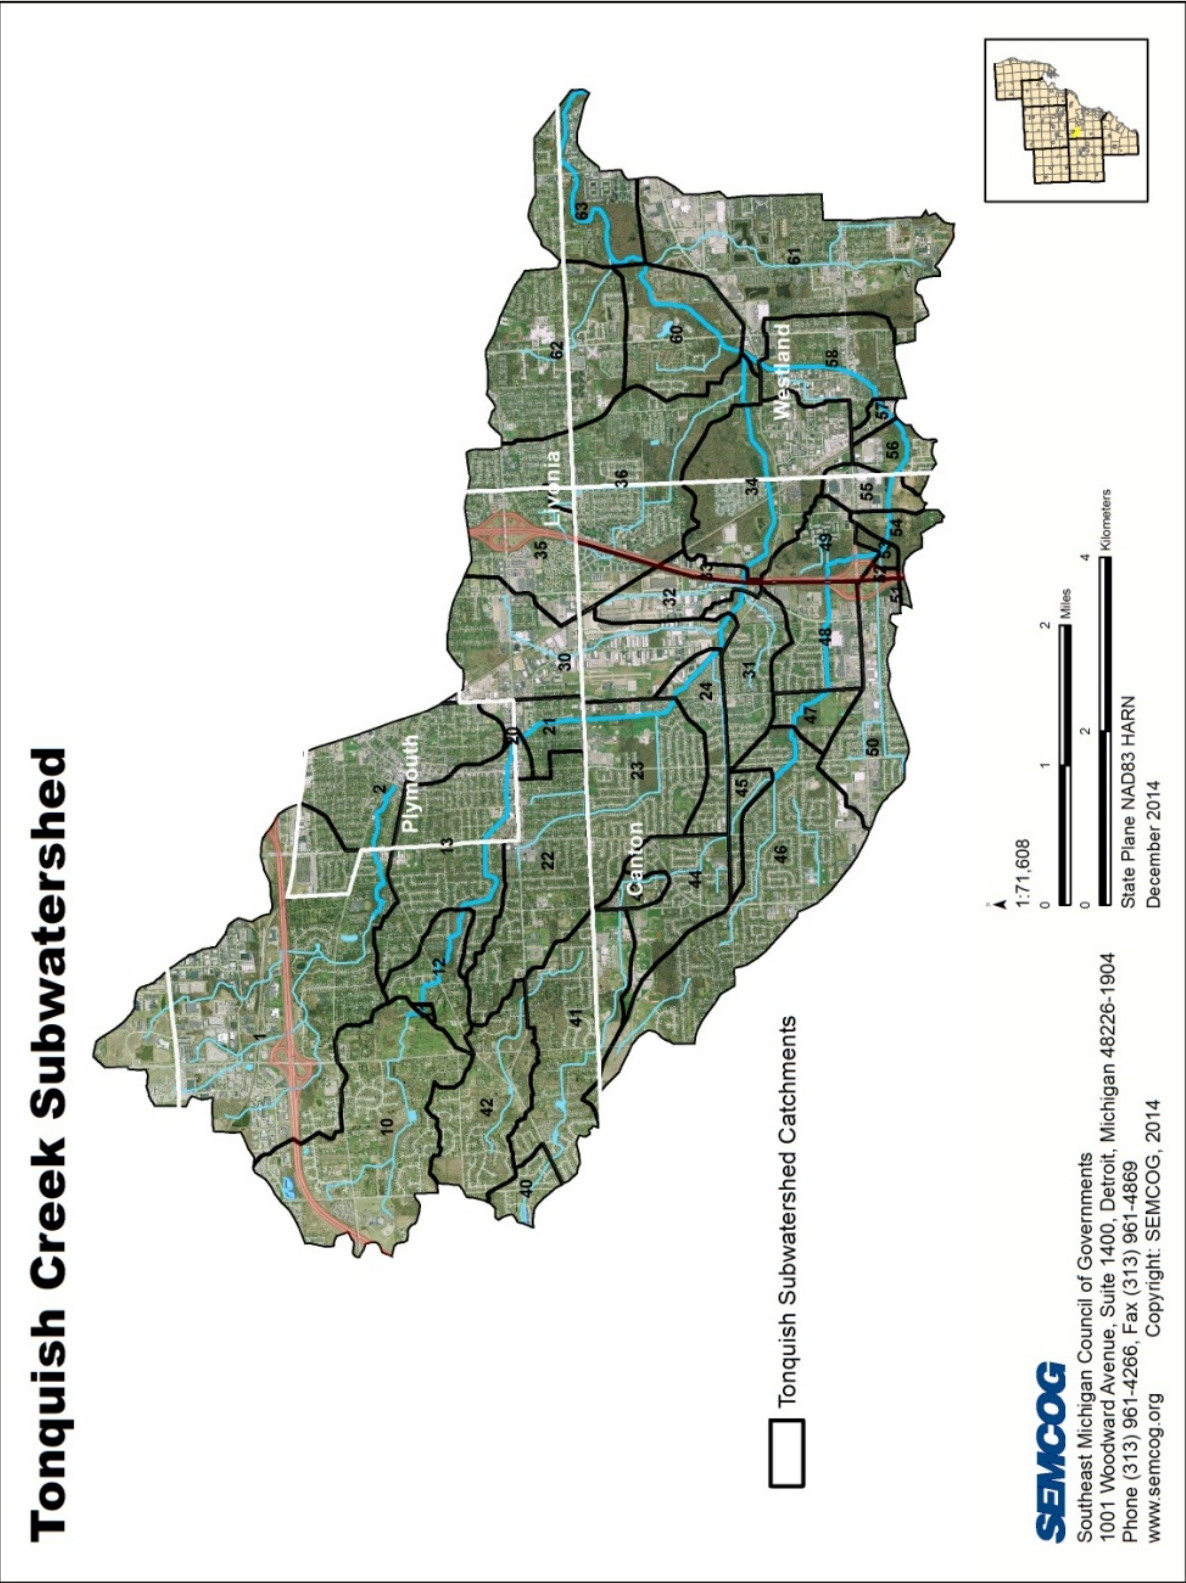 Tonquish Creek Subwatershed
1
2
10
12
13
Plymouth
20
21
22
23
24
30
31
32
33
34
35
36
Livonia
40
41
42
44
45
46
47
48
49
50
51
52
53
54
55
56
57
58
60
61
62
63
Canton
Westland
Tonquish Subwatershed Catchments
SEMCOG
Southeast Michigan Council of Governments
1001 Woodward Avenue, Suite 1400, Detroit, Michigan 48226-1904
Phone (313) 961-4266, Fax (313) 961-4869
www.semcog.org Copyright: SEMCOG, 2014
1:71,608
0 1 2 Miles
0 2 4 Kilometers
State Plane NAD83 HARN
December 2014